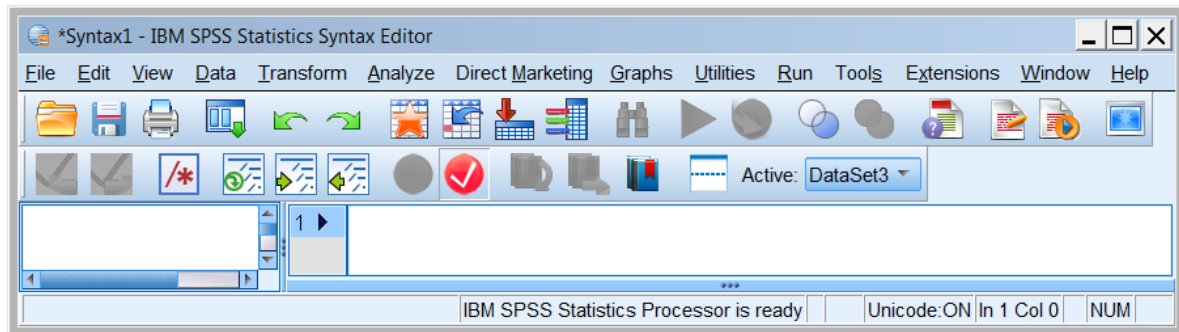 *Syntax1 - IBM SPSS Statistics Syntax Editor
File Edit View Data Transform Analyze Direct Marketing Graphs Utilities Run Tools Extensions Window Help
/*
Active: DataSet3
1
IBM SPSS Statistics Processor is ready Unicode:ON In 1 Col 0 NUM